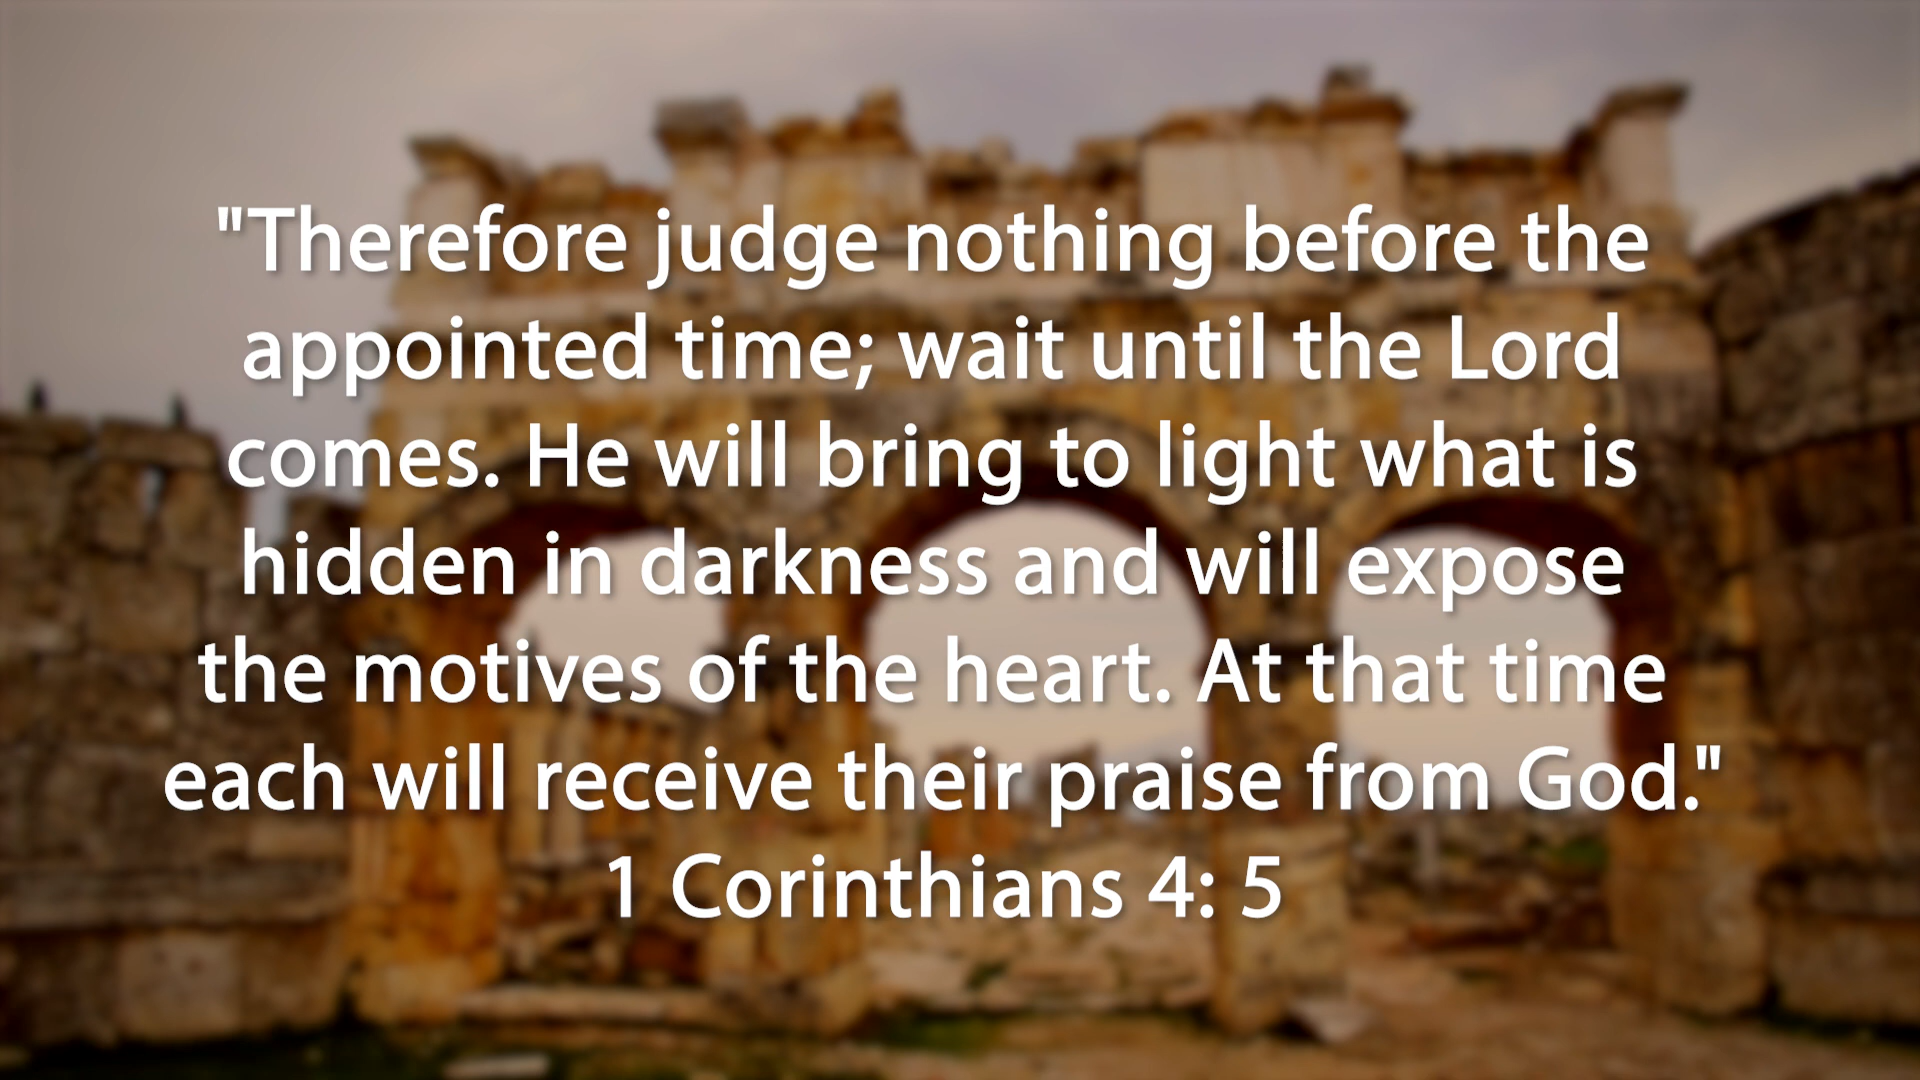 "Therefore judge nothing before the
appointed time; wait until the Lord
comes. He will bring to light what is
hidden in darkness and will expose
the motives of the heart. At that time
each will receive their praise from God."
1 Corinthians 4: 5